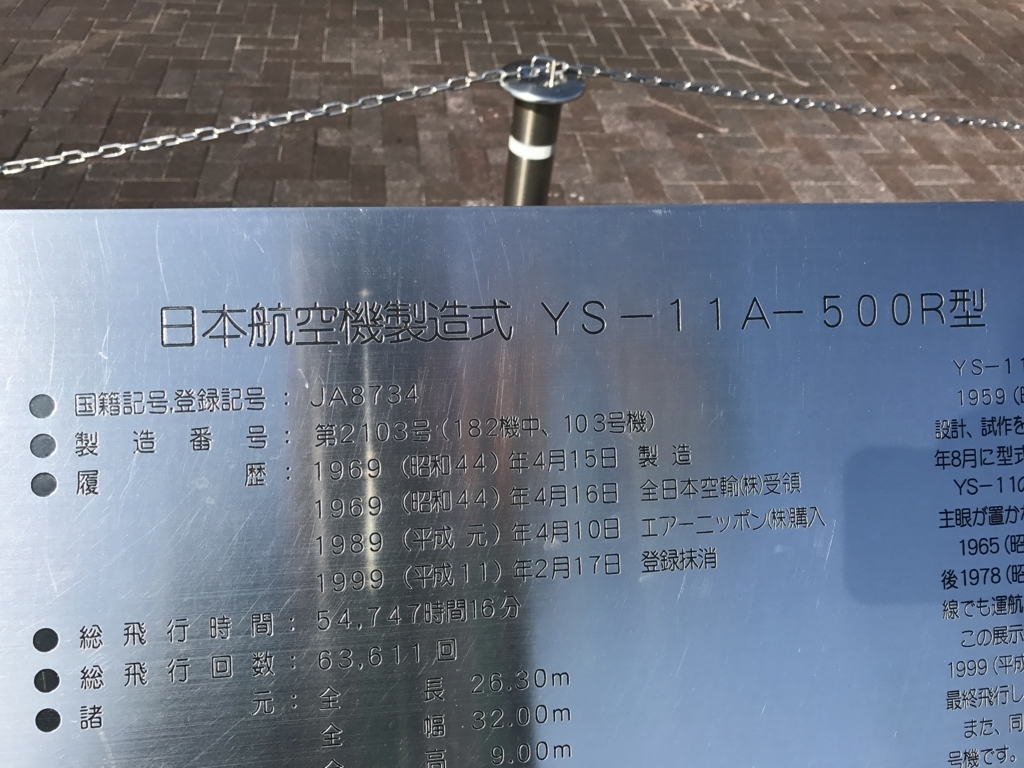 日本航空機製造式 YS－11A－500R型
● 国籍記号,登録記号 : JA8734
● 製造番号 : 第2103号(182機中、103号機)
● 履歴 : 1969 (昭和44) 年4月15日 製造
1969 (昭和44) 年4月16日 全日本空輸㈱受領
1989 (平成 元) 年4月10日 エアーニッポン㈱購入
1999 (平成11) 年2月17日 登録抹消
● 総飛行時間 : 54,747時間16分
● 総飛行回数 : 63,611回
● 諸元 : 全長 26.30m
全幅 32.00m
全高 9.00m
YS-11
1959 (昭
設計、試作を
年8月に型式
YS-11の
主眼が置か
1965 (昭
後1978 (昭
線でも運航
この展示
1999 (平成
最終飛行し
また、同
号機です。